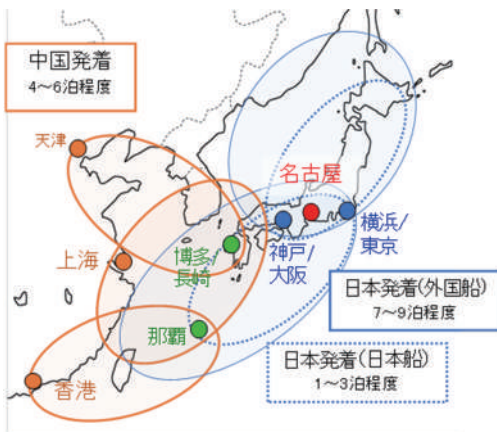 中国発着
4～6泊程度
天津
名古屋
上海
博多/
長崎
神戸/
大阪
横浜/
東京
那覇
香港
日本発着(外国船)
7～9泊程度
日本発着(日本船)
1～3泊程度